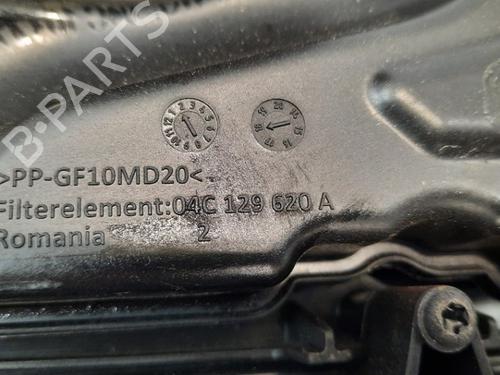 B-PARTS
>PP-GF10MD20<
Filterelement:04C 129 620 A
Romania 2